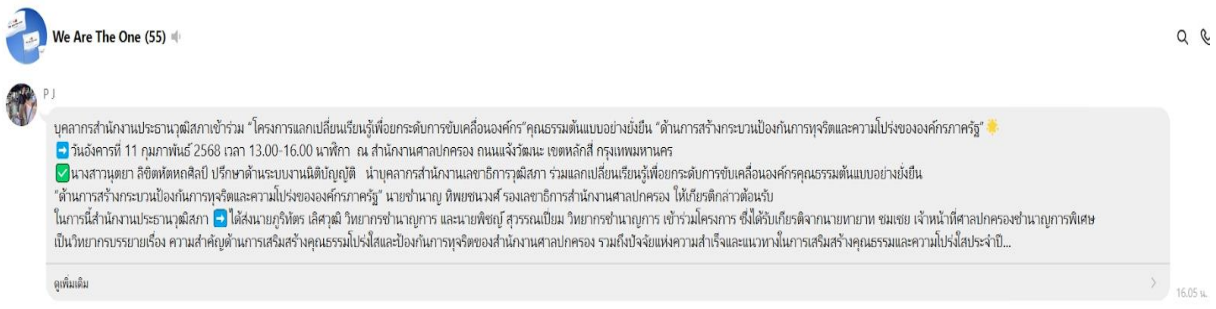 We Are The One (55)
P J
บุคลากรสำนักงานประธานวุฒิสภาเข้าร่วม “โครงการแลกเปลี่ยนเรียนรู้เพื่อยกระดับการขับเคลื่อนองค์กร”คุณธรรมต้นแบบอย่างยั่งยืน “ด้านการสร้างกระบวนป้องกันการทุจริตและความโปร่งขององค์กรภาครัฐ” 🌟
➡️ วันอังคารที่ 11 กุมภาพันธ์ 2568 เวลา 13.00-16.00 นาฬิกา ณ สำนักงานศาลปกครอง ถนนแจ้งวัฒนะ เขตหลักสี่ กรุงเทพมหานคร
✅ นางสาวนุตยา ลิขิตหัตหถศิลป์ ปรึกษาด้านระบบงานนิติบัญญัติ นำบุคลากรสำนักงานเลขาธิการวุฒิสภา ร่วมแลกเปลี่ยนเรียนรู้เพื่อยกระดับการขับเคลื่อนองค์กรคุณธรรมต้นแบบอย่างยั่งยืน
“ด้านการสร้างกระบวนป้องกันการทุจริตและความโปร่งของององค์กรภาครัฐ” นายชำนาญ ทิพยชนวงศ์ รองเลขาธิการสำนักงานศาลปกครอง ให้เกียรติกล่าวต้อนรับ
ในการนี้สำนักงานประธานวุฒิสภา ➡️ ได้ส่งนายภูริทัตร เลิศวุฒิ วิทยากรชำนาญการ และนายพิชญ์ สุวรรณเปี่ยม วิทยากรชำนาญการ เข้าร่วมโครงการ ซึ่งได้รับเกียรติจากนายทายาท ชมเชย เจ้าหน้าที่ศาลปกครองชำนาญการพิเศษ
เป็นวิทยากรบรรยายเรื่อง ความสำคัญด้านการเสริมสร้างคุณธรรมโปร่งใสและป้องกันการทุจริตของสำนักงานศาลปกครอง รวมถึงปัจจัยแห่งความสำเร็จและแนวทางในการเสริมสร้างคุณธรรมและความโปร่งใสประจำปี...
ดูเพิ่มเติม
16.05 น.